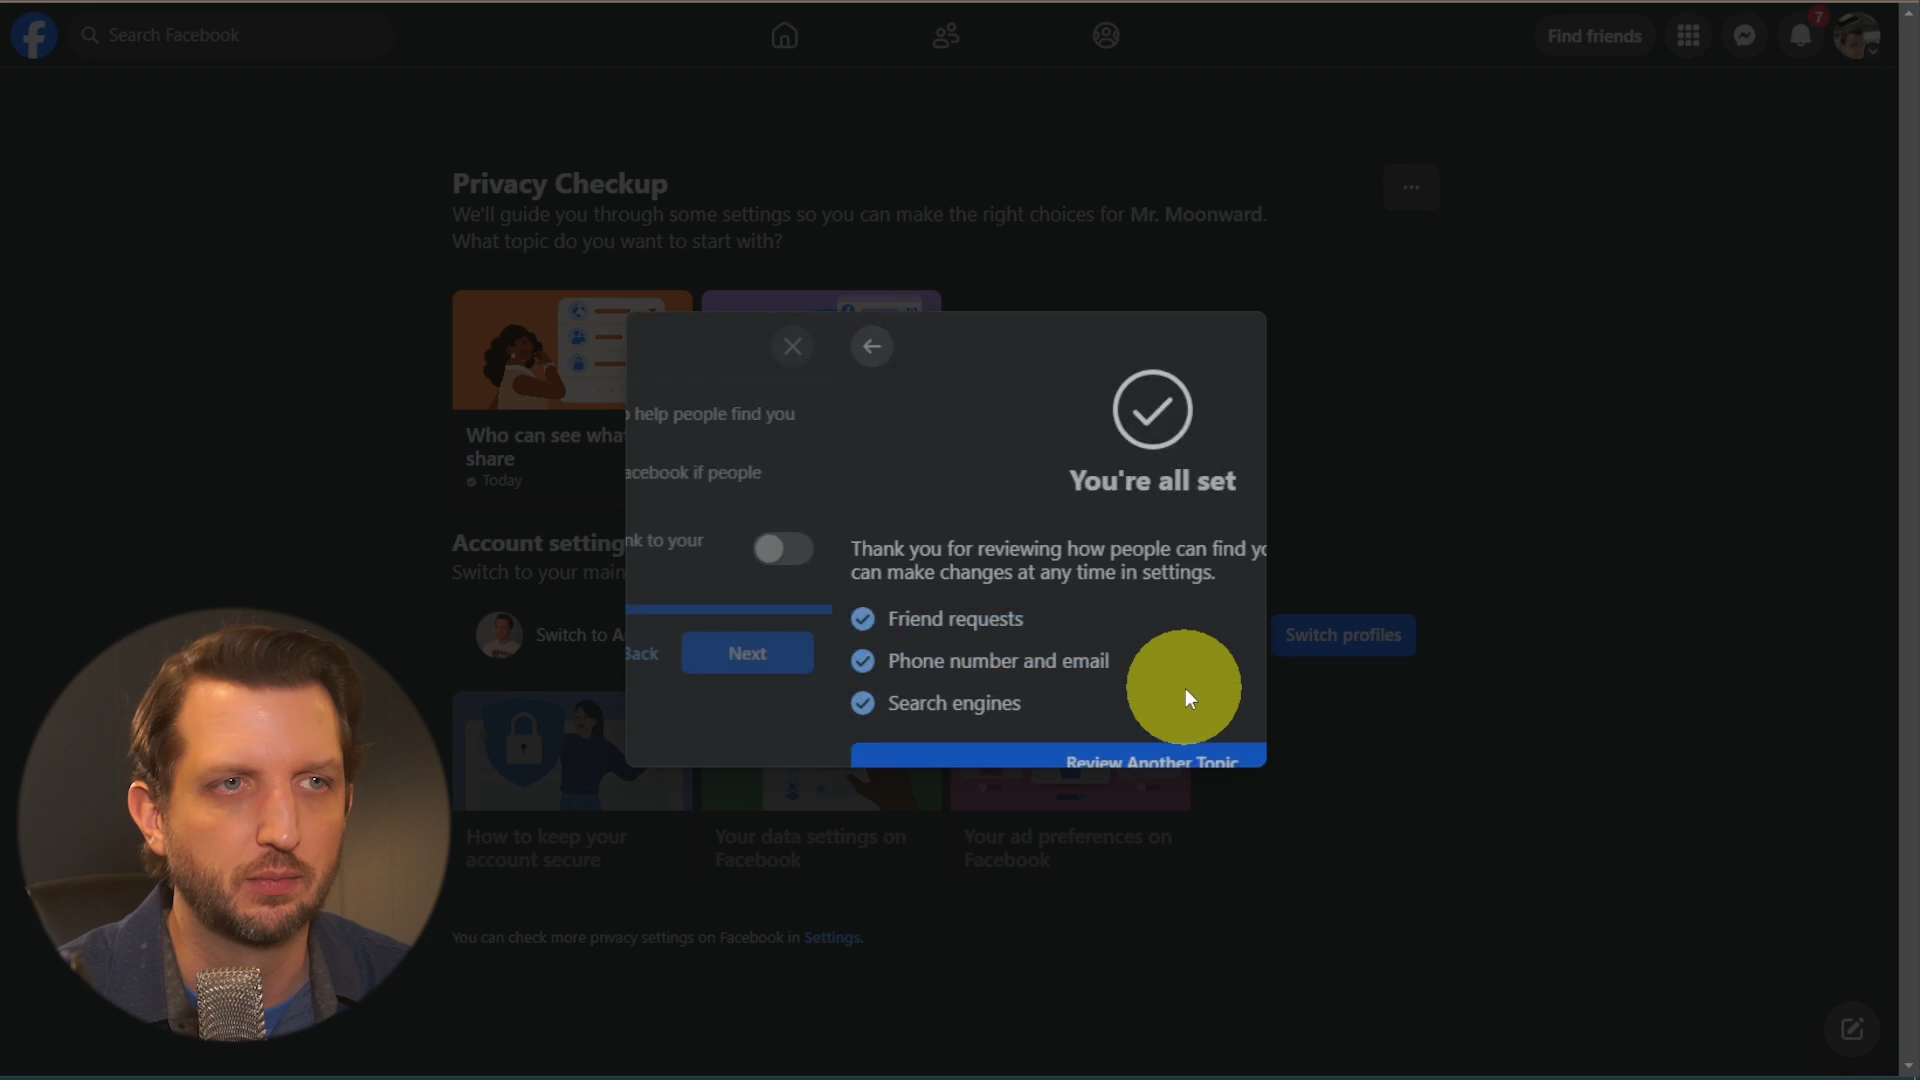 Search Facebook
Find friends
7
Privacy Checkup
...
We'll guide you through some settings so you can make the right choices for Mr. Moonward.
What topic do you want to start with?
Who can see what
share
Today
help people find you
acebook if people
nk to your
Back
Next
You're all set
Thank you for reviewing how people can find yo
can make changes at any time in settings.
Friend requests
Phone number and email
Search engines
Review Another Topic
Account setting
Switch to your main
Switch to A
Switch profiles
How to keep your
account secure
Your data settings on
Facebook
Your ad preferences on
Facebook
You can check more privacy settings on Facebook in Settings.